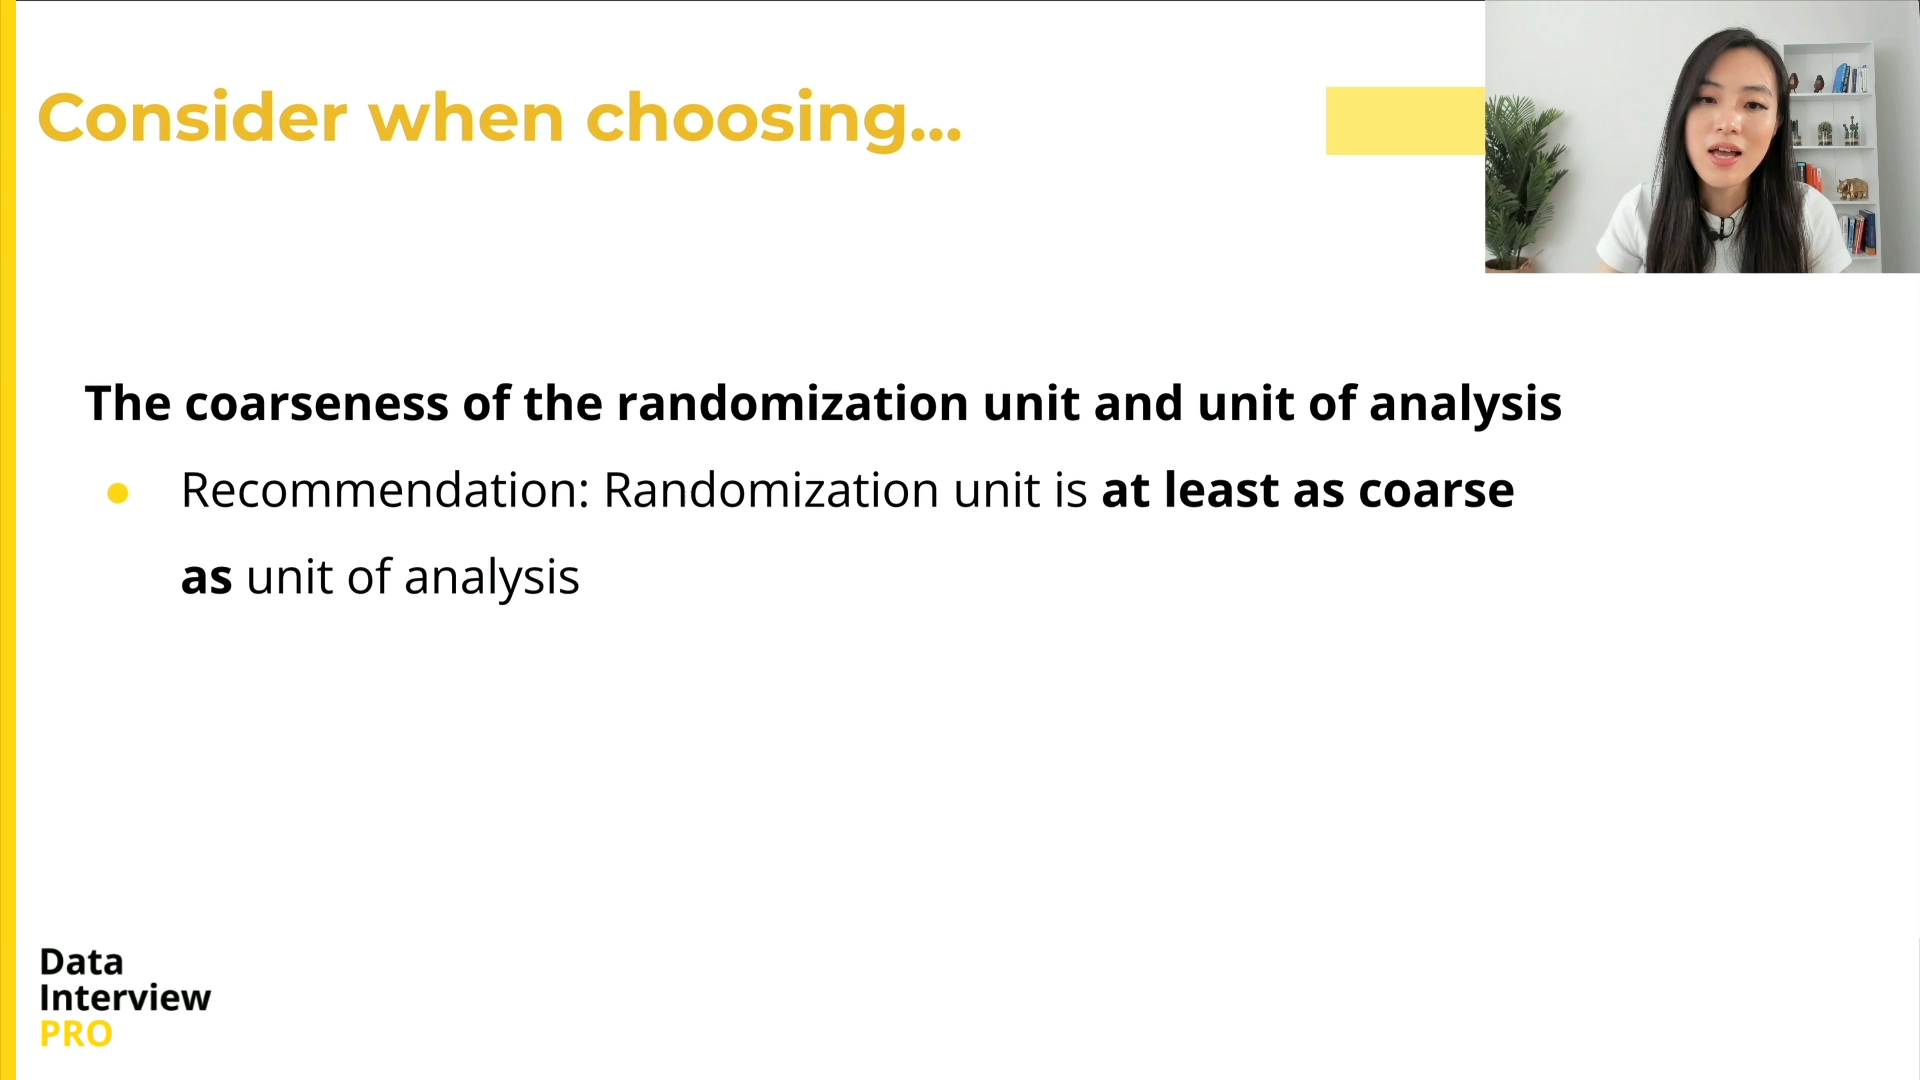 Consider when choosing...
The coarseness of the randomization unit and unit of analysis
Recommendation: Randomization unit is at least as coarse
as unit of analysis
Data
Interview
PRO